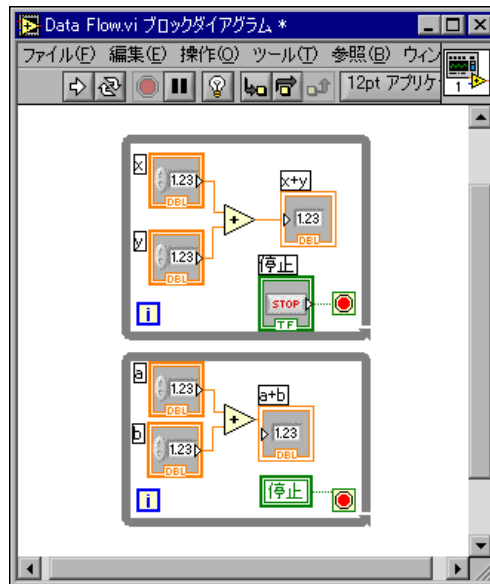 Data Flow.vi ブロックダイアグラム *
ファイル(F) 編集(E) 操作(O) ツール(T) 参照(B) ウィン
12pt アプリケ
1
x
1.23
DBL
x+y
1.23
DBL
y
1.23
DBL
停止
STOP
TF
i
a
1.23
DBL
a+b
1.23
DBL
b
1.23
DBL
停止
i